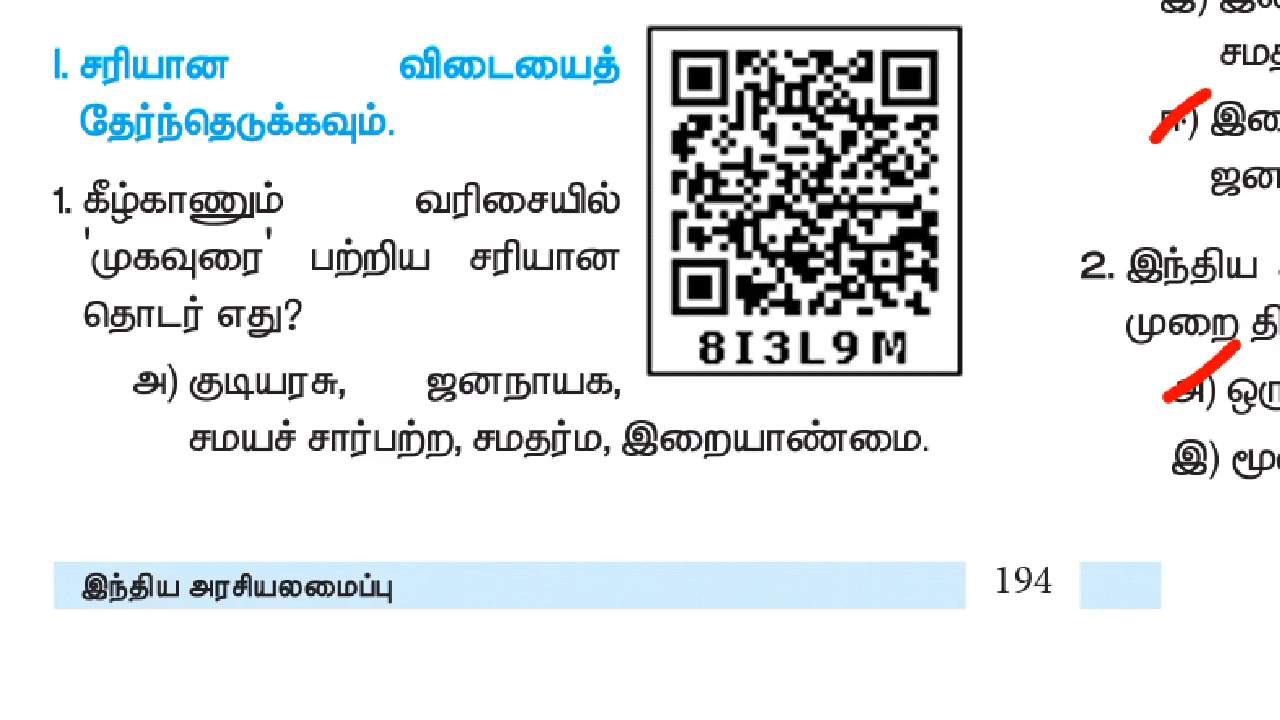 I. சரியான விடையைத்
தேர்ந்தெடுக்கவும்.
1. கீழ்காணும் வரிசையில்
'முகவுரை' பற்றிய சரியான
தொடர் எது?
அ) குடியரசு, ஜனநாயக,
சமயச் சார்பற்ற, சமதர்ம, இறையாண்மை.
8I3L9M
இந்திய அரசியலமைப்பு 194
2. இந்திய
முறை
அ)
இ)